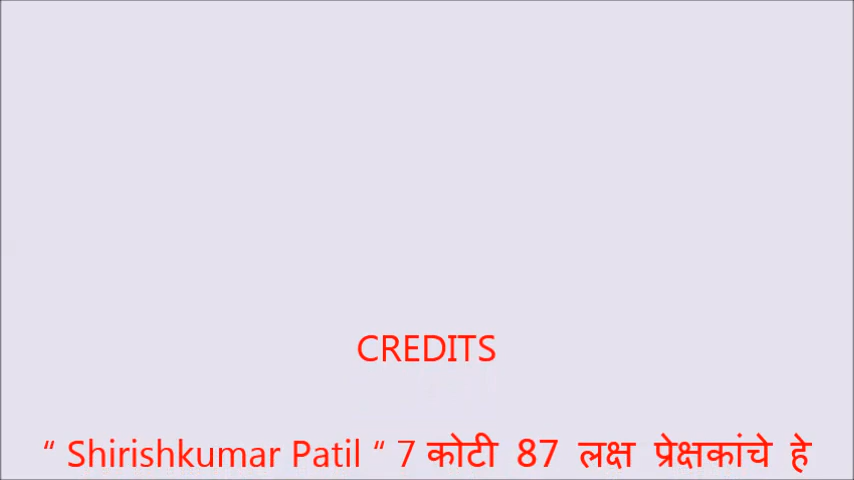 CREDITS
“ Shirishkumar Patil “ 7 कोटी 87 लक्ष प्रेक्षकांचे हे